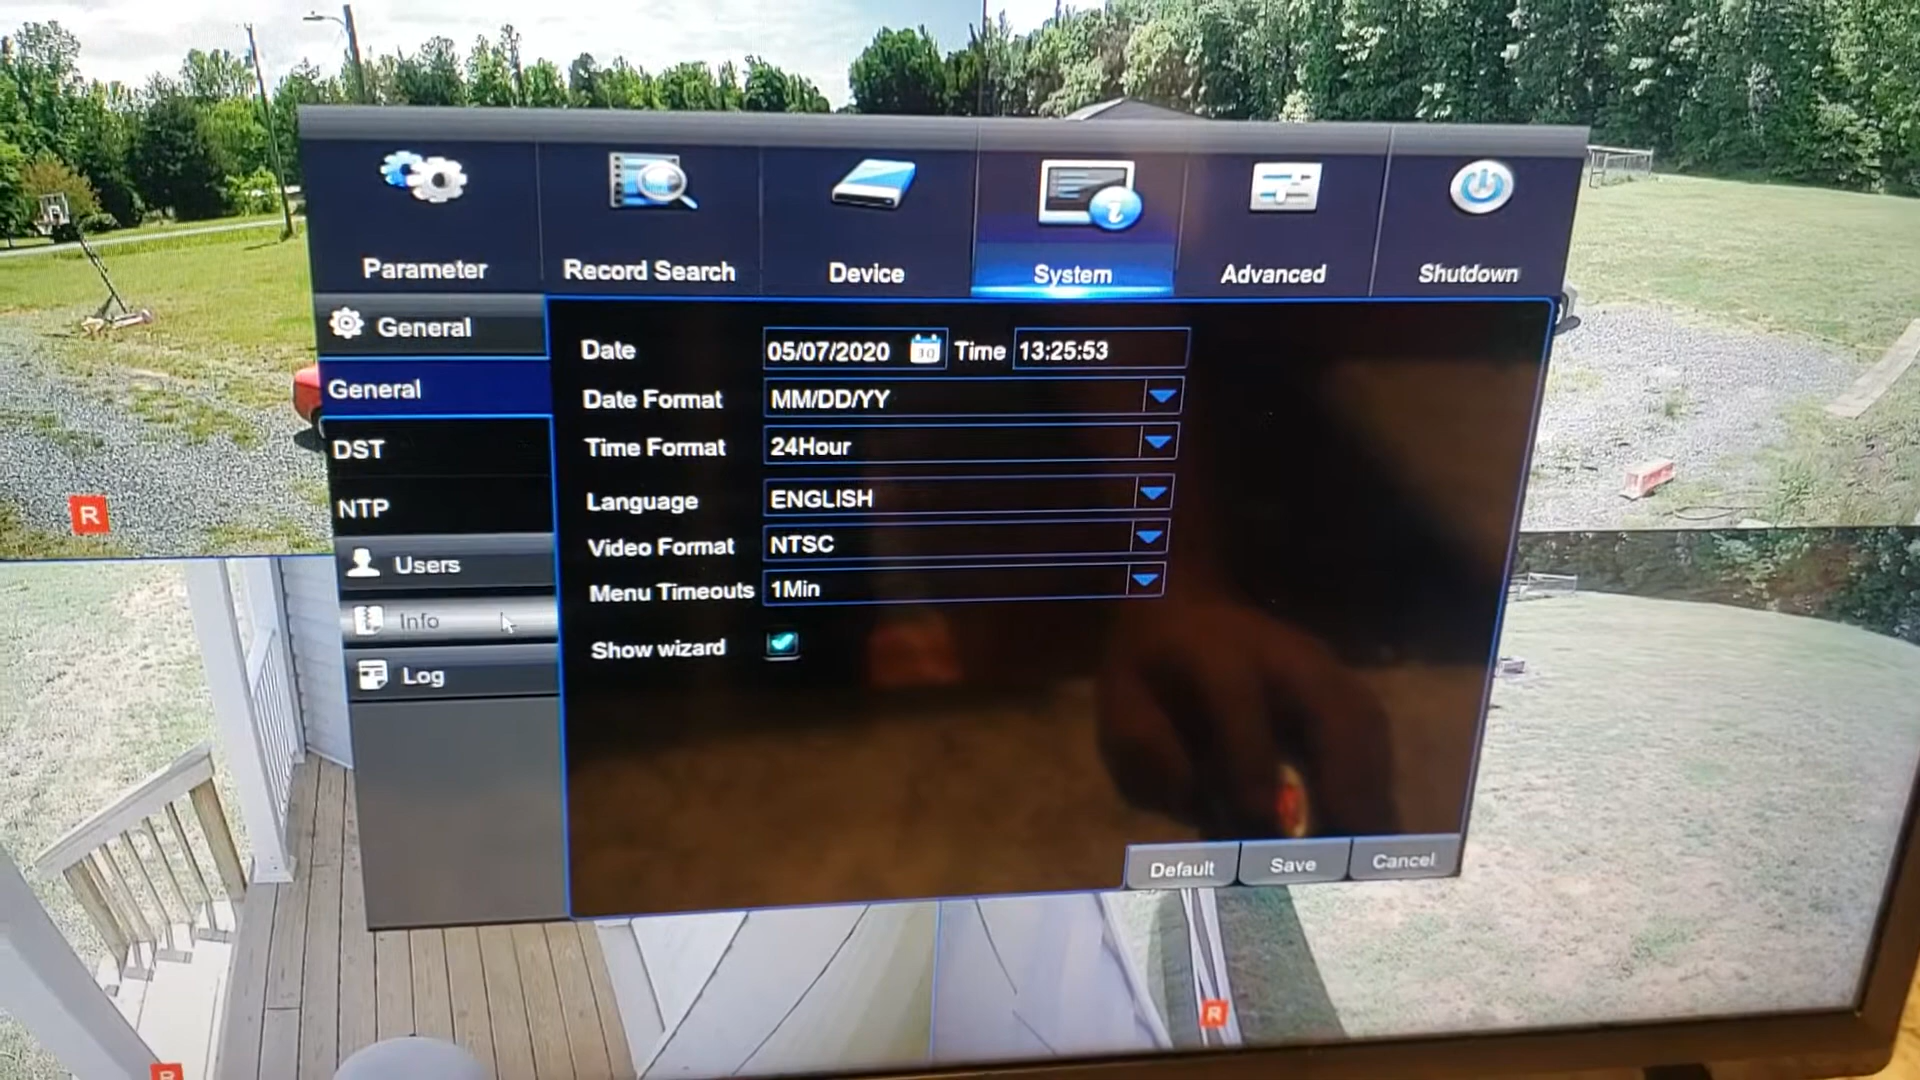 Parameter
Record Search
Device
System
Advanced
Shutdown
General
General
DST
NTP
Users
Info
Log
Date 05/07/2020 10 Time 13:25:53
Date Format MM/DD/YY
Time Format 24Hour
Language ENGLISH
Video Format NTSC
Menu Timeouts 1Min
Show wizard
Default Save Cancel
R
R
R